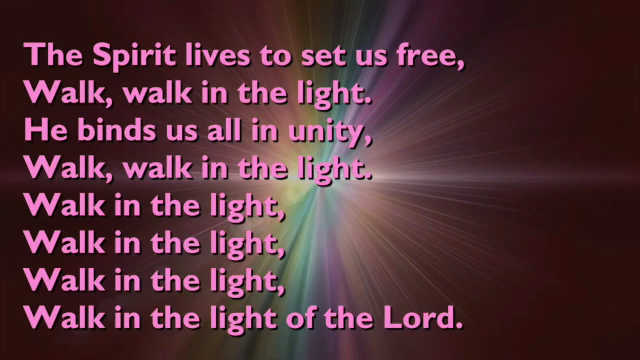 The Spirit lives to set us free,
Walk, walk in the light.
He binds us all in unity,
Walk, walk in the light.
Walk in the light,
Walk in the light,
Walk in the light,
Walk in the light of the Lord.